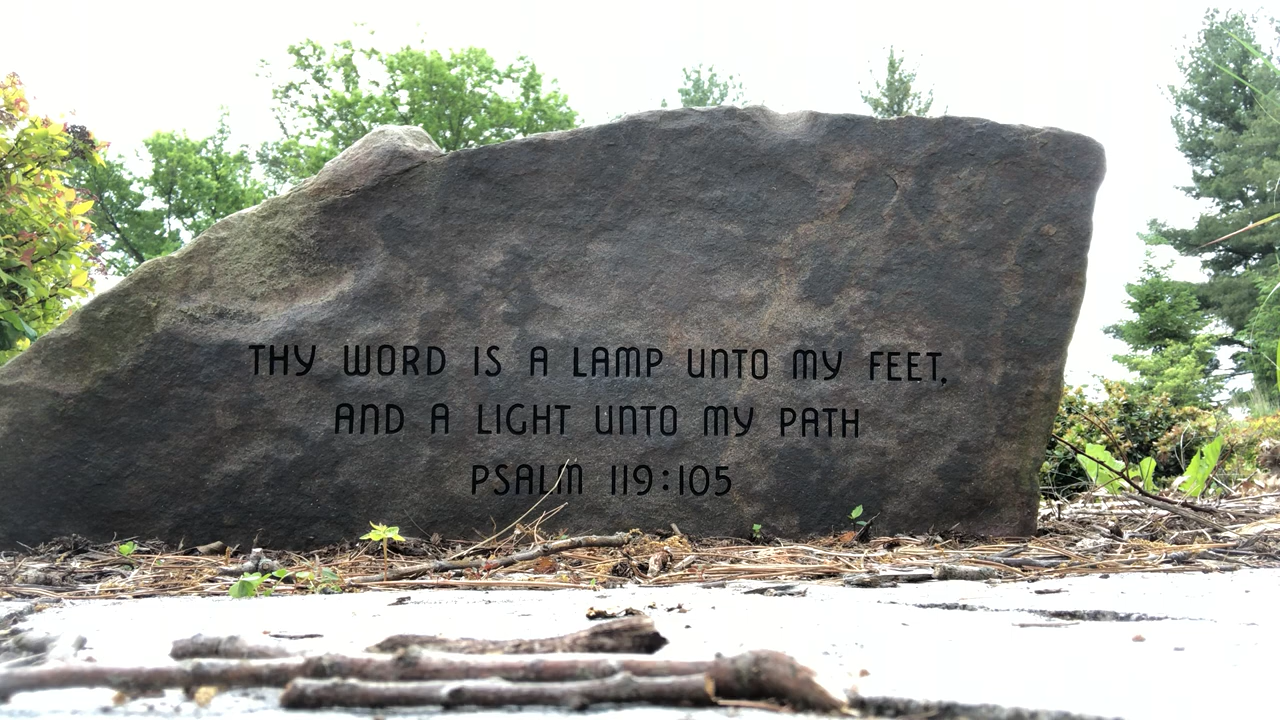 THY WORD IS A LAMP UNTO MY FEET,
AND A LIGHT UNTO MY PATH
PSALM 119:105